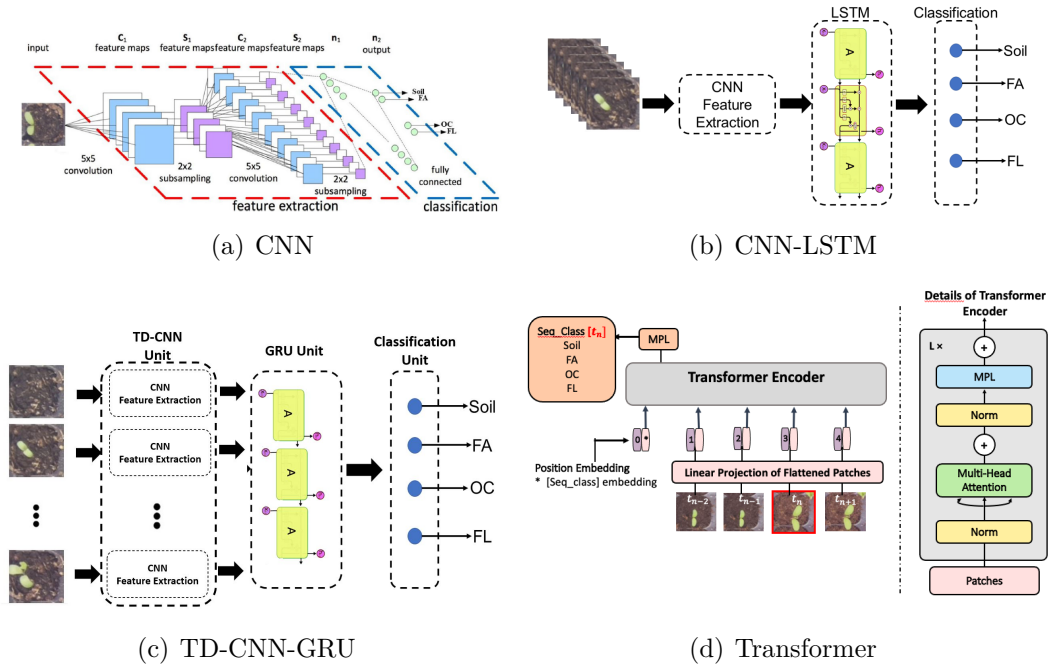 C1 S1 C2 S2 n1 n2
input feature maps feature maps feature maps feature maps output
Soil
FA
OC
FL
5x5
convolution
2x2
subsampling
5x5
convolution
2x2
subsampling
fully
connected
feature extraction
classification
(a) CNN
LSTM
Classification
CNN
Feature
Extraction
A
A
Soil
FA
OC
FL
(b) CNN-LSTM
TD-CNN
Unit
GRU Unit
Classification
Unit
CNN
Feature Extraction
CNN
Feature Extraction
CNN
Feature Extraction
A
A
A
Soil
FA
OC
FL
(c) TD-CNN-GRU
Seq_Class [tn]
Soil
FA
OC
FL
MPL
Transformer Encoder
0 * 1 2 3 4
Position Embedding
* [Seq_class] embedding
Linear Projection of Flattened Patches
tn-2 tn-1 tn tn+1
Details of Transformer
Encoder
L ×
+
MPL
Norm
+
Multi-Head
Attention
Norm
Patches
(d) Transformer